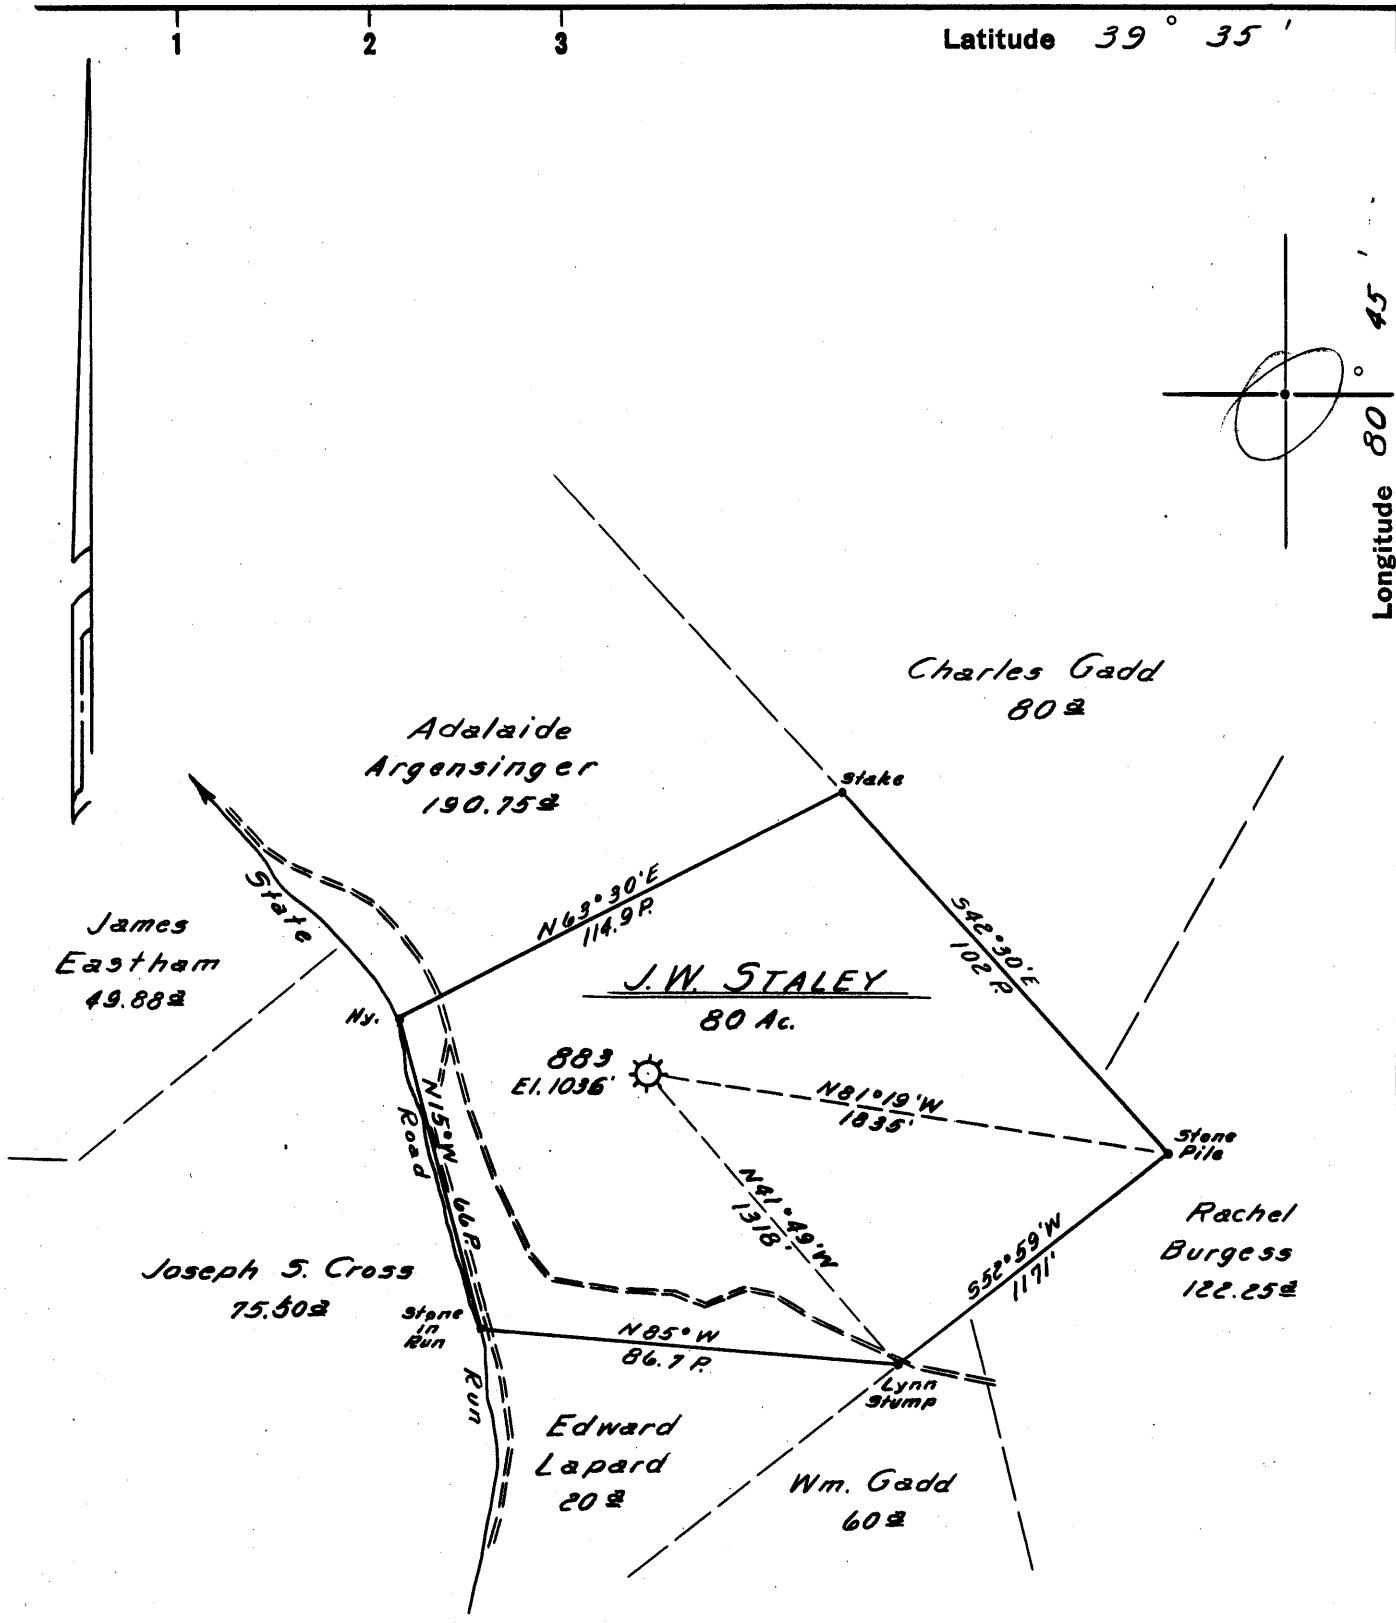 1 2 3 Latitude 39° 35'
Longitude 80° 45'
Charles Gadd
80 a
Adalaide
Argensinger
190.75 a
Stake
State
N63°30'E
114.9 P.
S42°30'E
102 P.
James
Eastham
49.88 a
J.W. STALEY
80 Ac.
Ny.
883
El. 1036'
N15°W 66 P.
Road
N81°19'W
1835'
Stone
Pile
N41°49'W
1318'
Rachel
Burgess
122.25 a
S52°59'W
1171'
Joseph S. Cross
75.50 a
Stone
in
Run
N85°W
86.7 P.
Lynn
Stump
Run
Edward
Lapard
20 a
Wm. Gadd
60 a